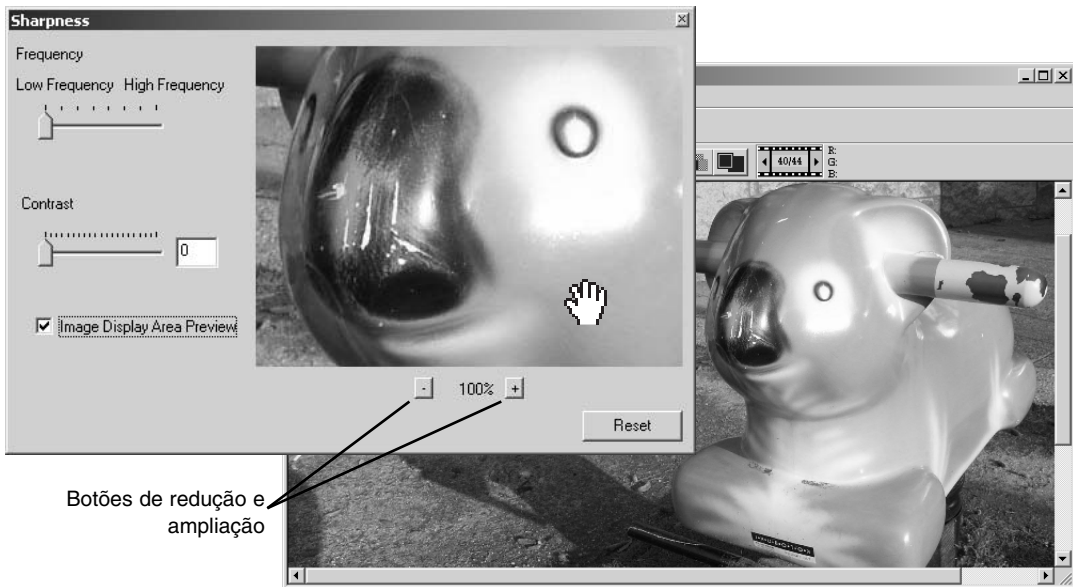 Sharpness
Frequency
Low Frequency High Frequency
Contrast
0
Image Display Area Preview
- 100% +
Reset
40/44
R:
G:
B:
Botões de redução e
ampliação